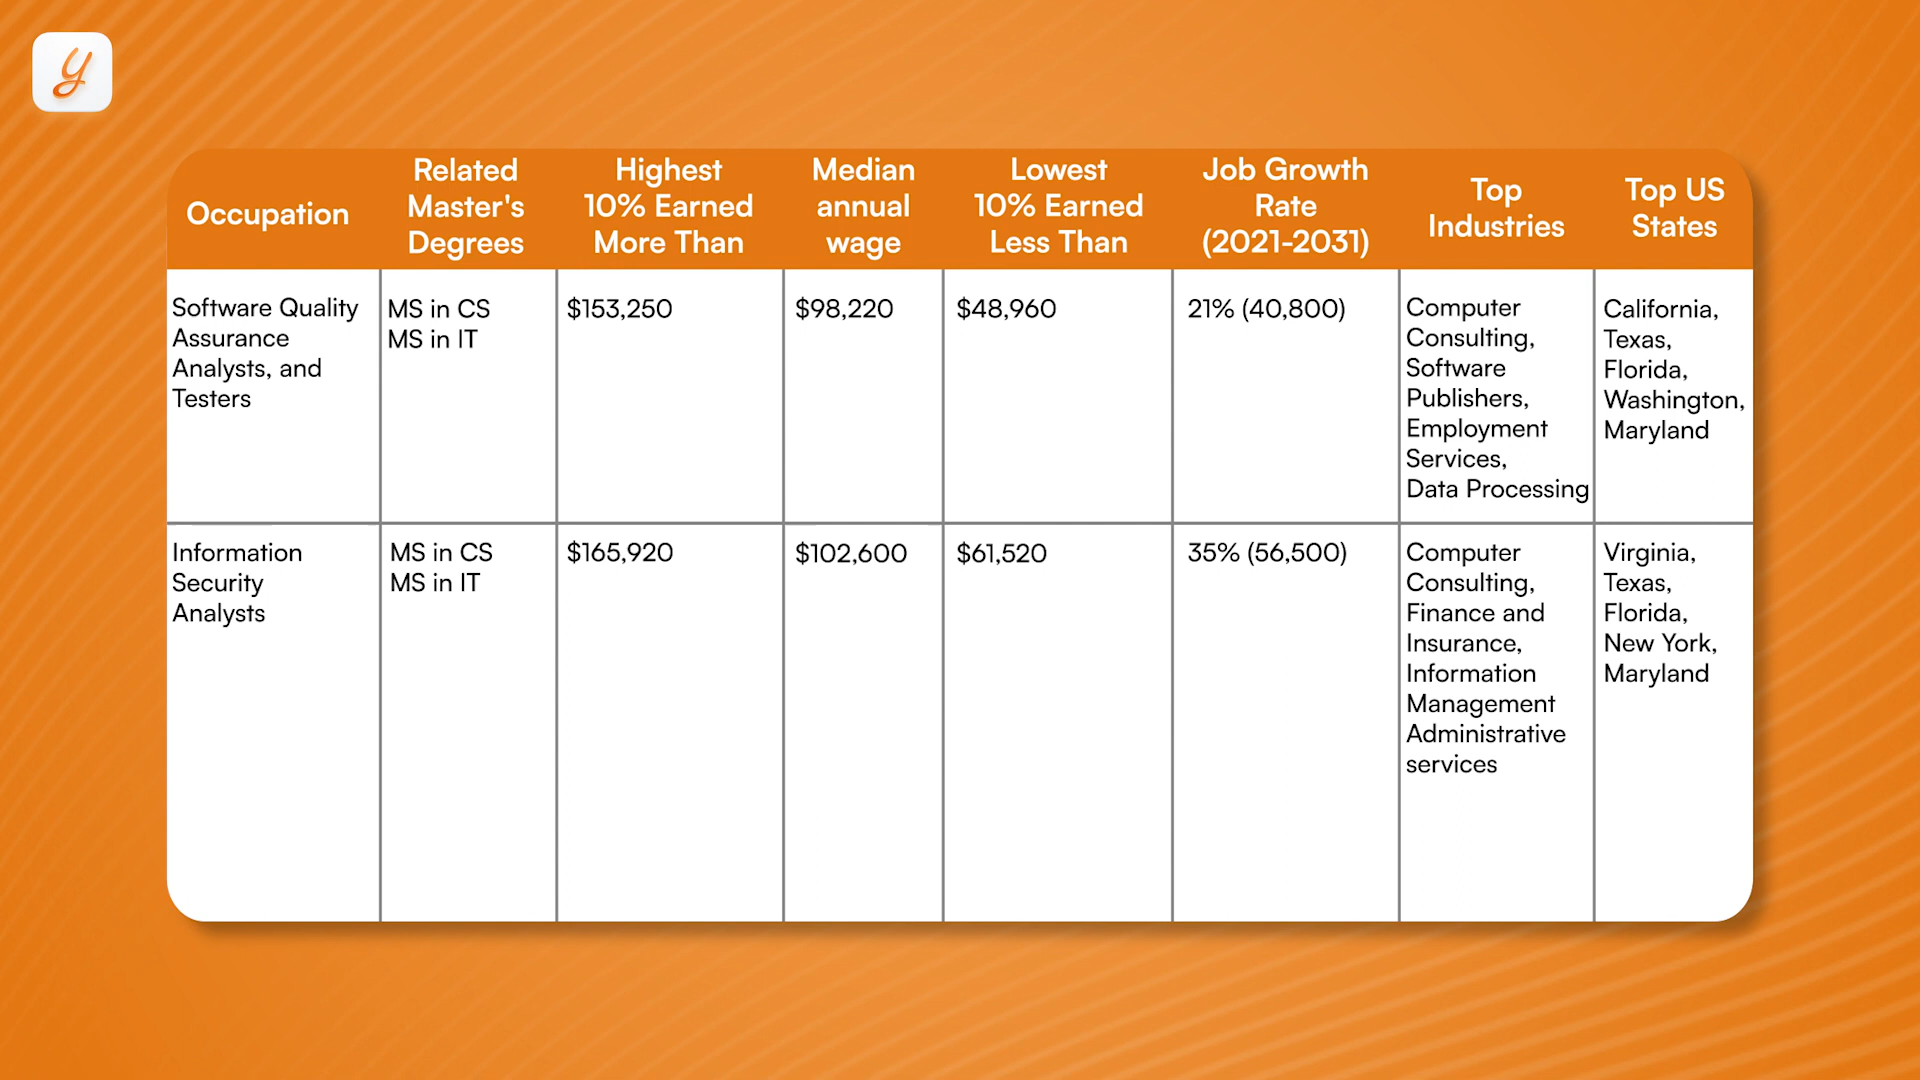 y
Occupation
Related
Master's
Degrees
Highest
10% Earned
More Than
Median
annual
wage
Lowest
10% Earned
Less Than
Job Growth
Rate
(2021-2031)
Top
Industries
Top US
States
Software Quality
Assurance
Analysts, and
Testers
MS in CS
MS in IT
$153,250
$98,220
$48,960
21% (40,800)
Computer
Consulting,
Software
Publishers,
Employment
Services,
Data Processing
California,
Texas,
Florida,
Washington,
Maryland
Information
Security
Analysts
MS in CS
MS in IT
$165,920
$102,600
$61,520
35% (56,500)
Computer
Consulting,
Finance and
Insurance,
Information
Management
Administrative
services
Virginia,
Texas,
Florida,
New York,
Maryland